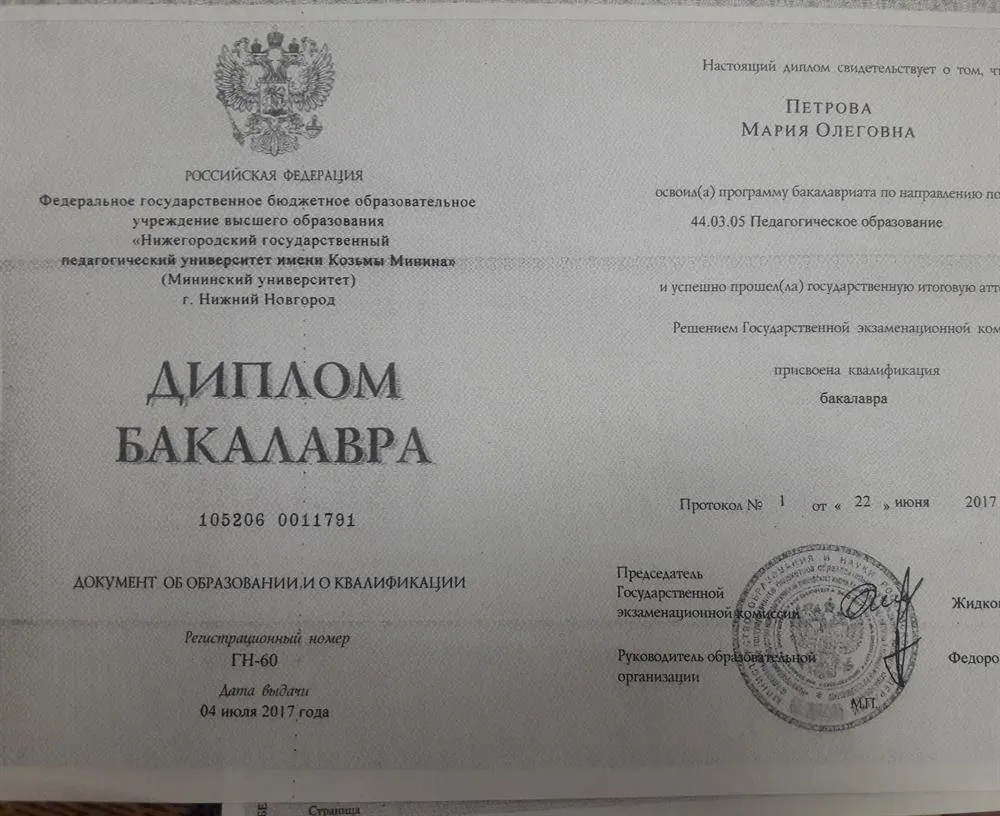 РОССИЙСКАЯ ФЕДЕРАЦИЯ
Федеральное государственное бюджетное образовательное
учреждение высшего образования
«Нижегородский государственный
педагогический университет имени Козьмы Минина»
(Мининский университет)
г. Нижний Новгород
ДИПЛОМ
БАКАЛАВРА
105206 0011791
ДОКУМЕНТ ОБ ОБРАЗОВАНИИ И О КВАЛИФИКАЦИИ
Регистрационный номер
ГН-60
Дата выдачи
04 июля 2017 года
Настоящий диплом свидетельствует о том, чт
ПЕТРОВА
МАРИЯ ОЛЕГОВНА
освоил(а) программу бакалавриата по направлению по
44.03.05 Педагогическое образование
и успешно прошел(ла) государственную итоговую атт
Решением Государственной экзаменационной ком
присвоена квалификация
бакалавра
Протокол № 1 от « 22 » июня 2017
Председатель
Государственной
экзаменационной комиссии
Жидков
Руководитель образовательной
организации
Федоро
М.П.
Страница